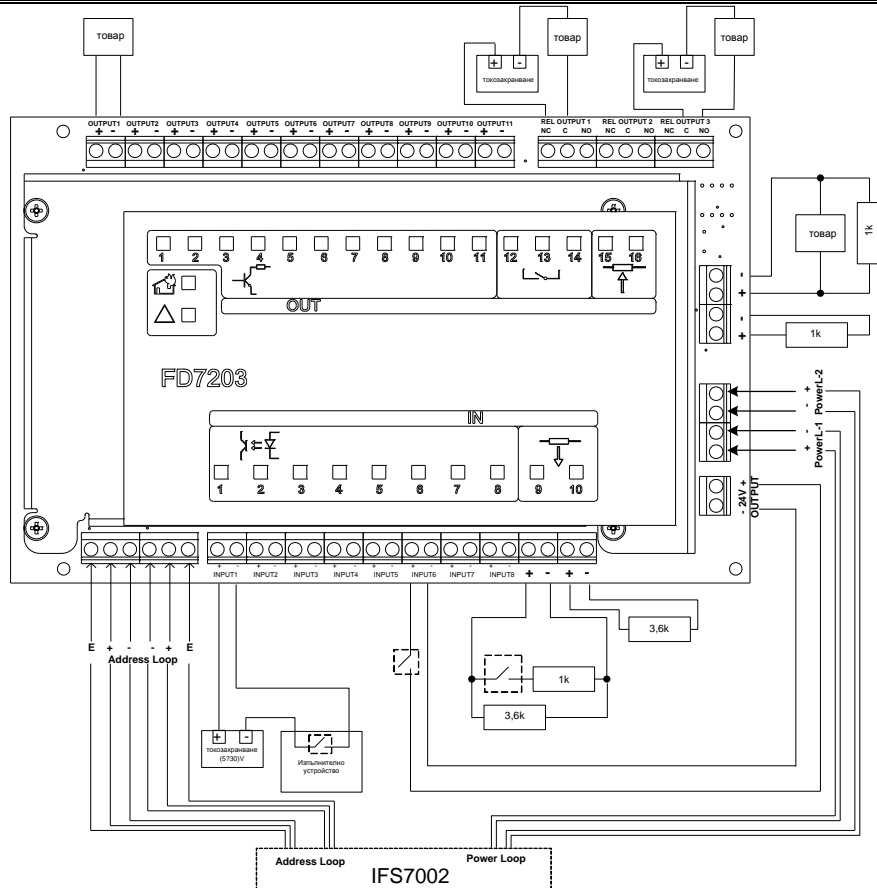 товар
+ -
токозахранване
товар
+ -
токозахранване
товар
OUTPUT1 OUTPUT2 OUTPUT3 OUTPUT4 OUTPUT5 OUTPUT6 OUTPUT7 OUTPUT8 OUTPUT9 OUTPUT10 OUTPUT11
+ - + - + - + - + - + - + - + - + - + - + -
REL OUTPUT 1 REL OUTPUT 2 REL OUTPUT 3
NC C NO NC C NO NC C NO
1 2 3 4 5 6 7 8 9 10 11 12 13 14 15 16
OUT
товар
1k
-
+
-
+
1k
FD7203
IN
1 2 3 4 5 6 7 8 9 10
+
-
PowerL-2
-
+
PowerL-1
- 24V +
OUTPUT
+ - + - + - + - + - + - + - + -
INPUT1 INPUT2 INPUT3 INPUT4 INPUT5 INPUT6 INPUT7 INPUT8 + - + -
E + - - + E
Address Loop
3,6k
1k
3,6k
+ -
токозахранване
(5?30)V
Изпълнително
устройство
Address Loop
Power Loop
IFS7002